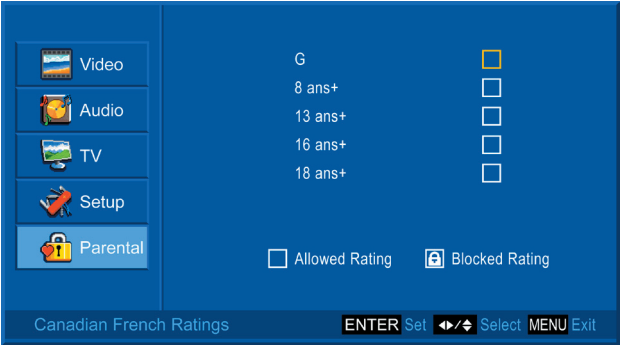 Video
Audio
TV
Setup
Parental
G
8 ans+
13 ans+
16 ans+
18 ans+
Allowed Rating Blocked Rating
Canadian French Ratings ENTER Set Select MENU Exit